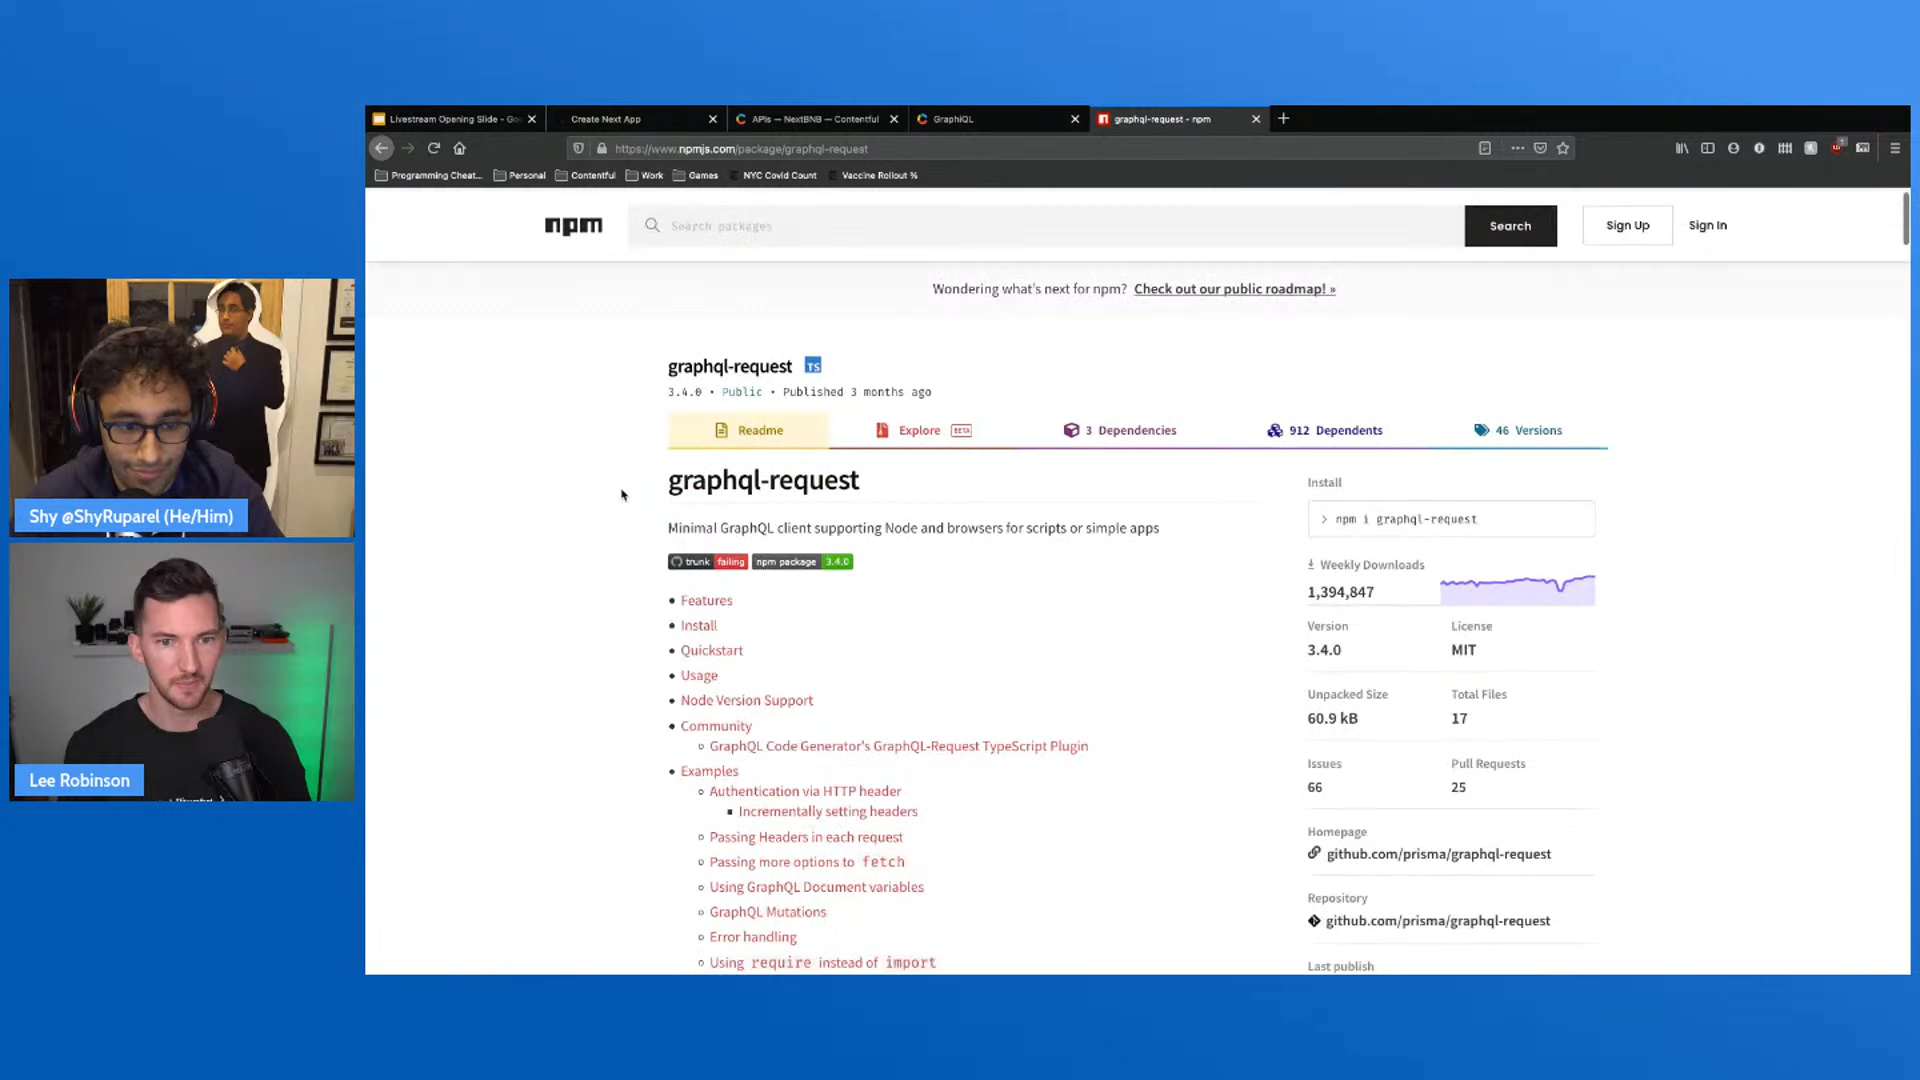 Livestream Opening Slide - Go
Create Next App
APIs — NextBNB — Contentful
GraphiQL
graphql-request - npm
https://www.npmjs.com/package/graphql-request
Programming Cheat...
Personal
Contentful
Work
Games
NYC Covid Count
Vaccine Rollout %
npm
Search packages
Search
Sign Up
Sign In
Wondering what's next for npm? Check out our public roadmap! »
graphql-request TS
3.4.0 • Public • Published 3 months ago
Readme
Explore BETA
3 Dependencies
912 Dependents
46 Versions
graphql-request
Minimal GraphQL client supporting Node and browsers for scripts or simple apps
trunk failing npm package 3.4.0
Features
Install
Quickstart
Usage
Node Version Support
Community
GraphQL Code Generator's GraphQL-Request TypeScript Plugin
Examples
Authentication via HTTP header
Incrementally setting headers
Passing Headers in each request
Passing more options to fetch
Using GraphQL Document variables
GraphQL Mutations
Error handling
Using require instead of import
Install
> npm i graphql-request
Weekly Downloads
1,394,847
Version License
3.4.0 MIT
Unpacked Size Total Files
60.9 kB 17
Issues Pull Requests
66 25
Homepage
github.com/prisma/graphql-request
Repository
github.com/prisma/graphql-request
Last publish
Shy @ShyRuparel (He/Him)
Lee Robinson